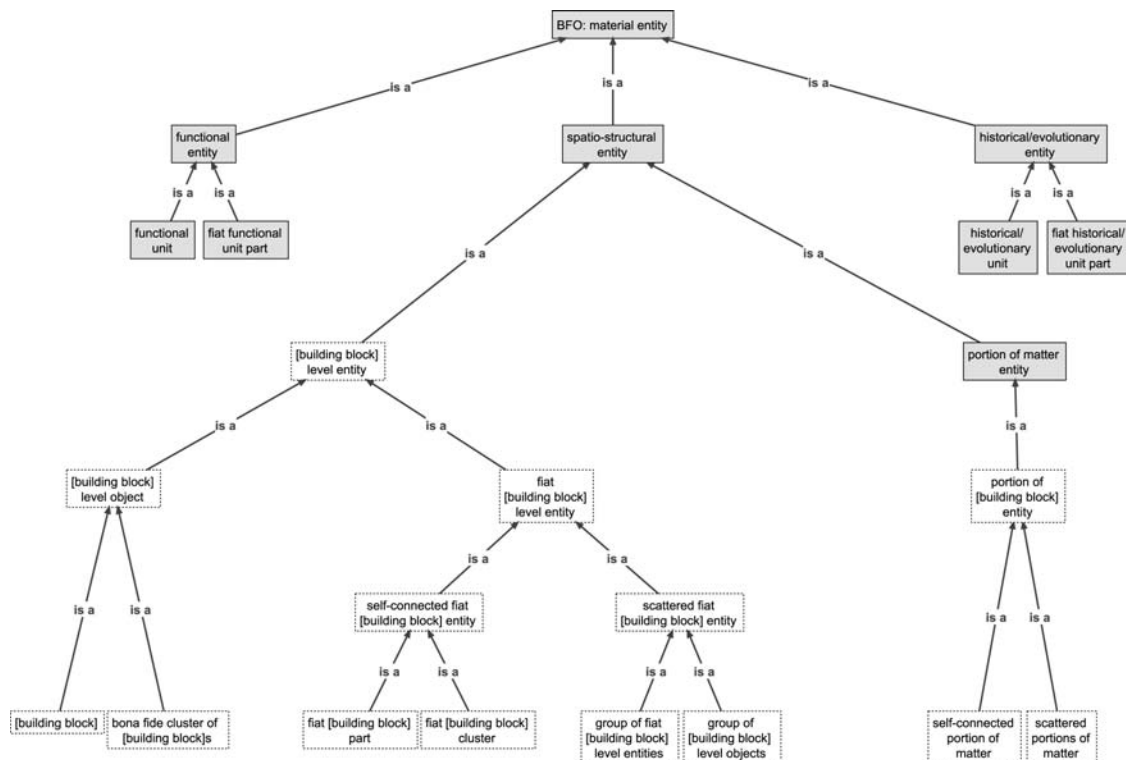 BFO: material entity
is a
is a
is a
functional
entity
spatio-structural
entity
historical/evolutionary
entity
is a
is a
is a
is a
functional
unit
fiat functional
unit part
historical/
evolutionary
unit
fiat historical/
evolutionary
unit part
is a
is a
[building block]
level entity
portion of matter
entity
is a
is a
is a
[building block]
level object
fiat
[building block]
level entity
portion of
[building block]
entity
is a
is a
self-connected fiat
[building block] entity
scattered fiat
[building block] entity
is a
is a
is a
is a
is a
is a
is a
is a
[building block]
bona fide cluster of
[building block]s
fiat [building block]
part
fiat [building block]
cluster
group of fiat
[building block]
level entities
group of
[building block]
level objects
self-connected
portion of
matter
scattered
portions of
matter